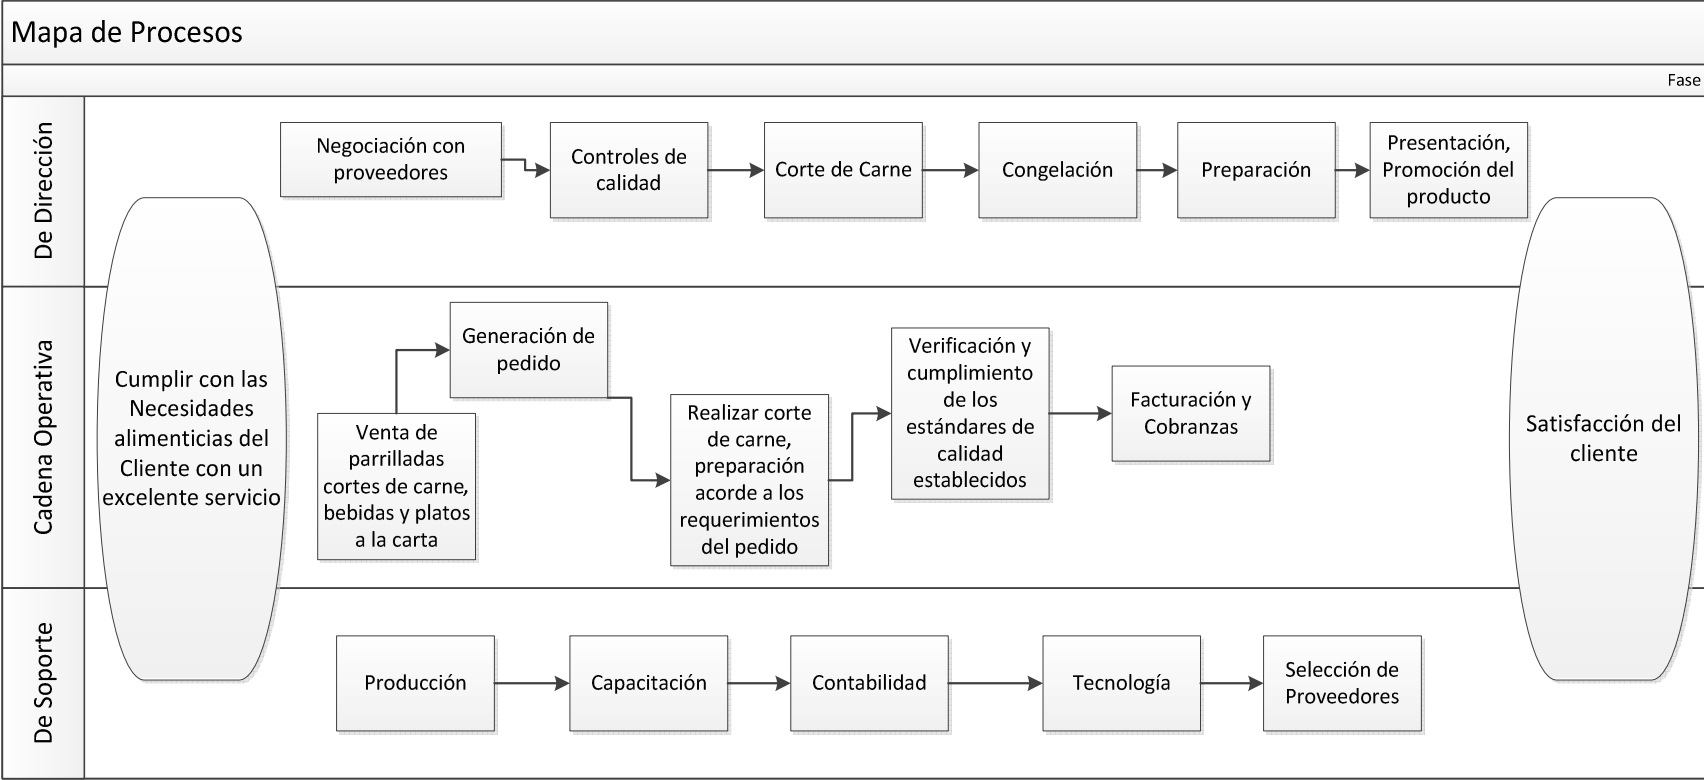 Mapa de Procesos
Fase
De Dirección
Negociación con
proveedores
Controles de
calidad
Corte de Carne
Congelación
Preparación
Presentación,
Promoción del
producto
Cumplir con las
Necesidades
alimenticias del
Cliente con un
excelente servicio
Cadena Operativa
Venta de
parrilladas
cortes de carne,
bebidas y platos
a la carta
Generación de
pedido
Realizar corte
de carne,
preparación
acorde a los
requerimientos
del pedido
Verificación y
cumplimiento
de los
estándares de
calidad
establecidos
Facturación y
Cobranzas
Satisfacción del
cliente
De Soporte
Producción
Capacitación
Contabilidad
Tecnología
Selección de
Proveedores